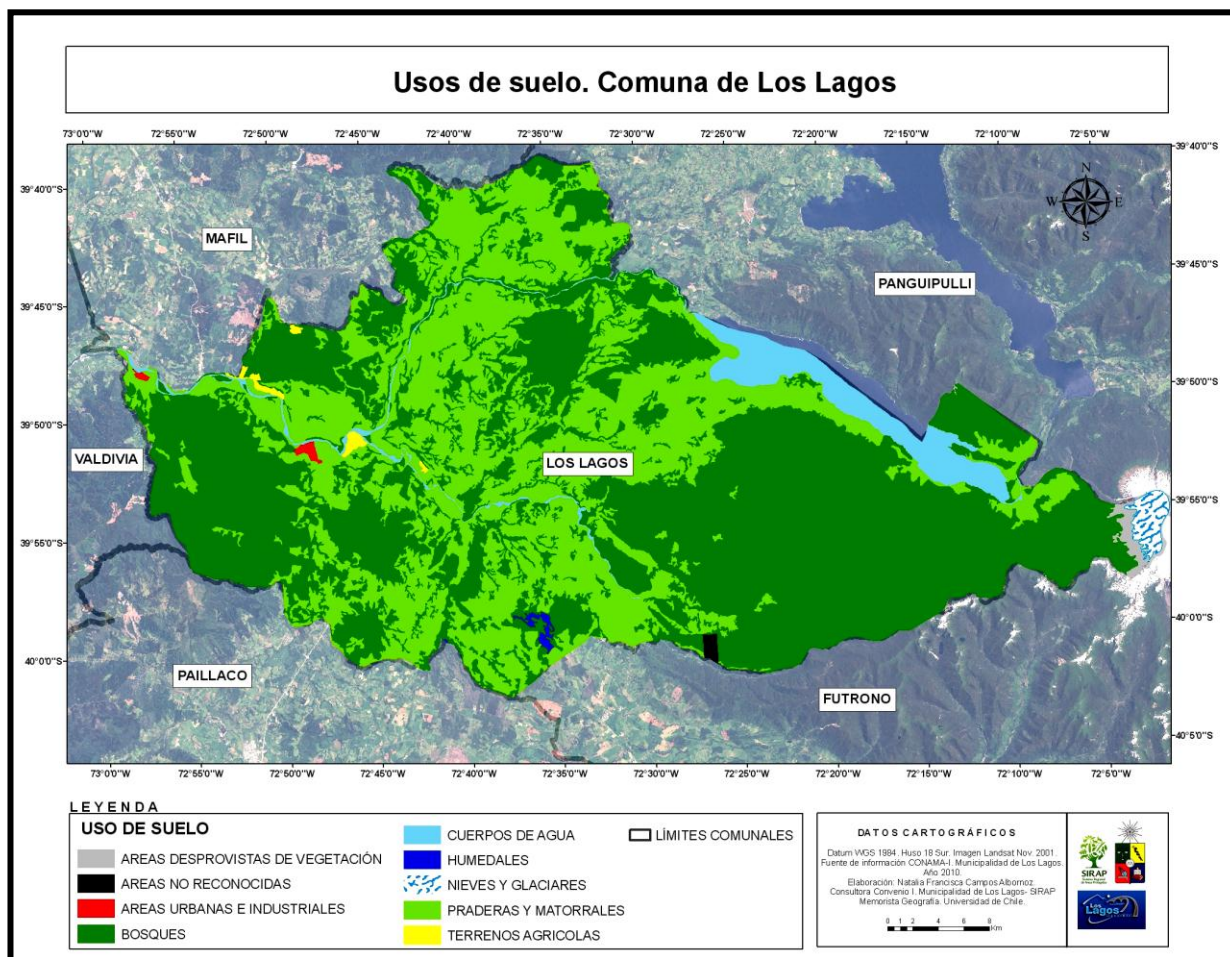 Usos de suelo. Comuna de Los Lagos
73°0'0"W 72°55'0"W 72°50'0"W 72°45'0"W 72°40'0"W 72°35'0"W 72°30'0"W 72°25'0"W 72°20'0"W 72°15'0"W 72°10'0"W 72°5'0"W
39°40'0"S
39°40'0"S
N
W E
S
MAFIL
39°45'0"S
PANGUIPULLI
39°45'0"S
39°50'0"S
39°50'0"S
VALDIVIA
LOS LAGOS
39°55'0"S
39°55'0"S
40°0'0"S
40°0'0"S
PAILLACO
FUTRONO
40°5'0"S
73°0'0"W 72°55'0"W 72°50'0"W 72°45'0"W 72°40'0"W 72°35'0"W 72°30'0"W 72°25'0"W 72°20'0"W 72°15'0"W 72°10'0"W 72°5'0"W
LEYENDA
USO DE SUELO
AREAS DESPROVISTAS DE VEGETACIÓN
AREAS NO RECONOCIDAS
AREAS URBANAS E INDUSTRIALES
BOSQUES
CUERPOS DE AGUA
HUMEDALES
NIEVES Y GLACIARES
PRADERAS Y MATORRALES
TERRENOS AGRICOLAS
LÍMITES COMUNALES
DATOS CARTOGRÁFICOS
Datum WGS 1984. Huso 18 Sur. Imagen Landsat Nov. 2001.
Fuente de información CONAMA-I. Municipalidad de Los Lagos.
Año 2010.
Elaboración: Natalia Francisca Campos Albornoz.
Consultora Convenio I. Municipalidad de Los Lagos- SIRAP
Memorista Geografía. Universidad de Chile.
0 1 2 4 6 8
Km
SIRAP
Los
Lagos